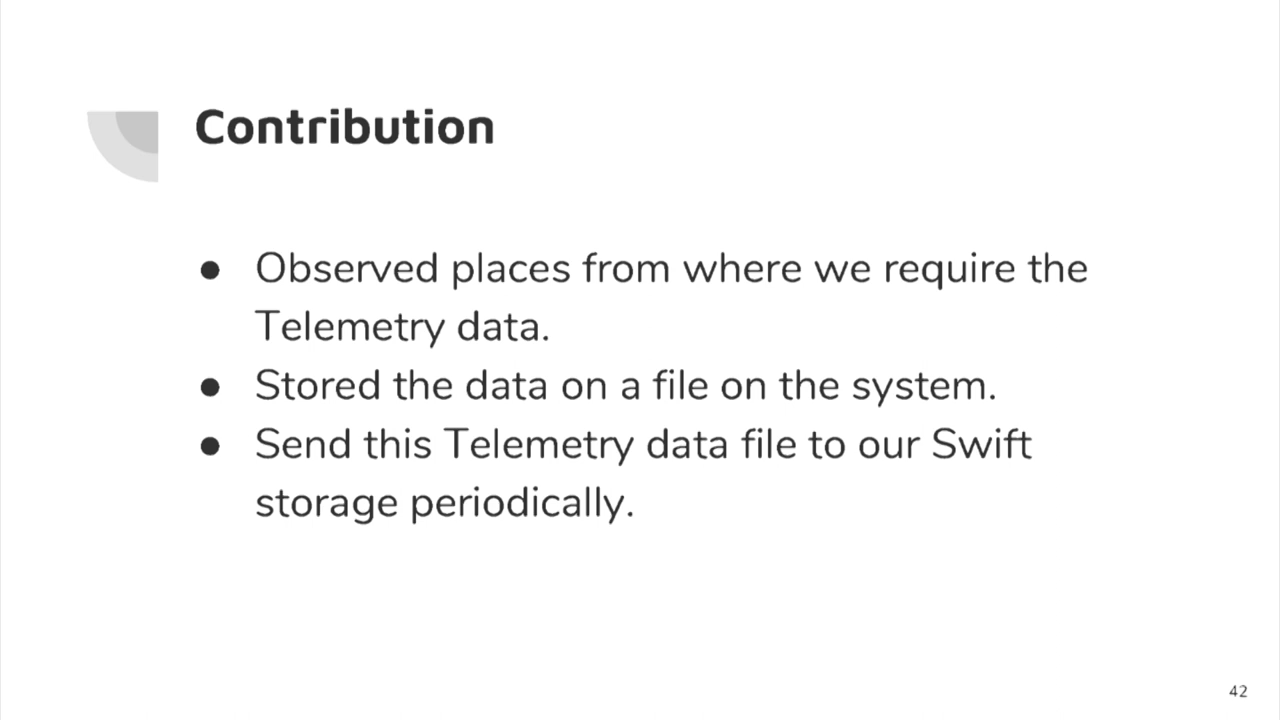 Contribution
● Observed places from where we require the
Telemetry data.
● Stored the data on a file on the system.
● Send this Telemetry data file to our Swift
storage periodically.
42